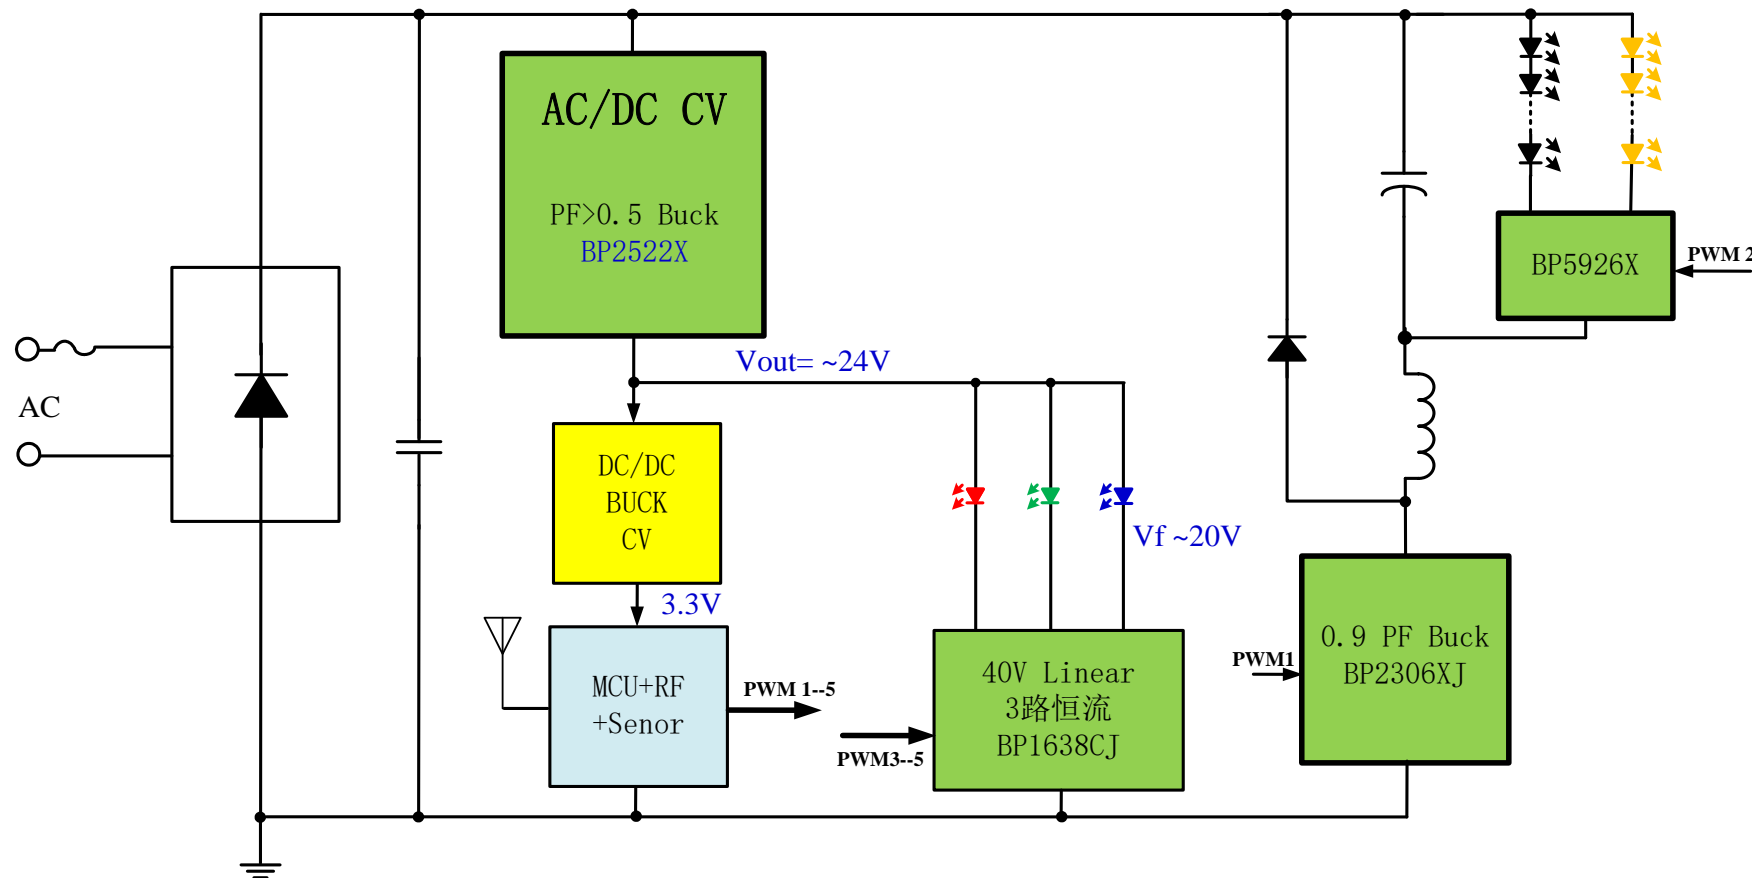 AC/DC CV
PF>0.5 Buck
BP2522X
BP5926X
PWM 2
Vout= ~24V
AC
DC/DC
BUCK
CV
Vf ~20V
3.3V
MCU+RF
+Senor
PWM 1--5
PWM3--5
40V Linear
3路恒流
BP1638CJ
PWM1
0.9 PF Buck
BP2306XJ